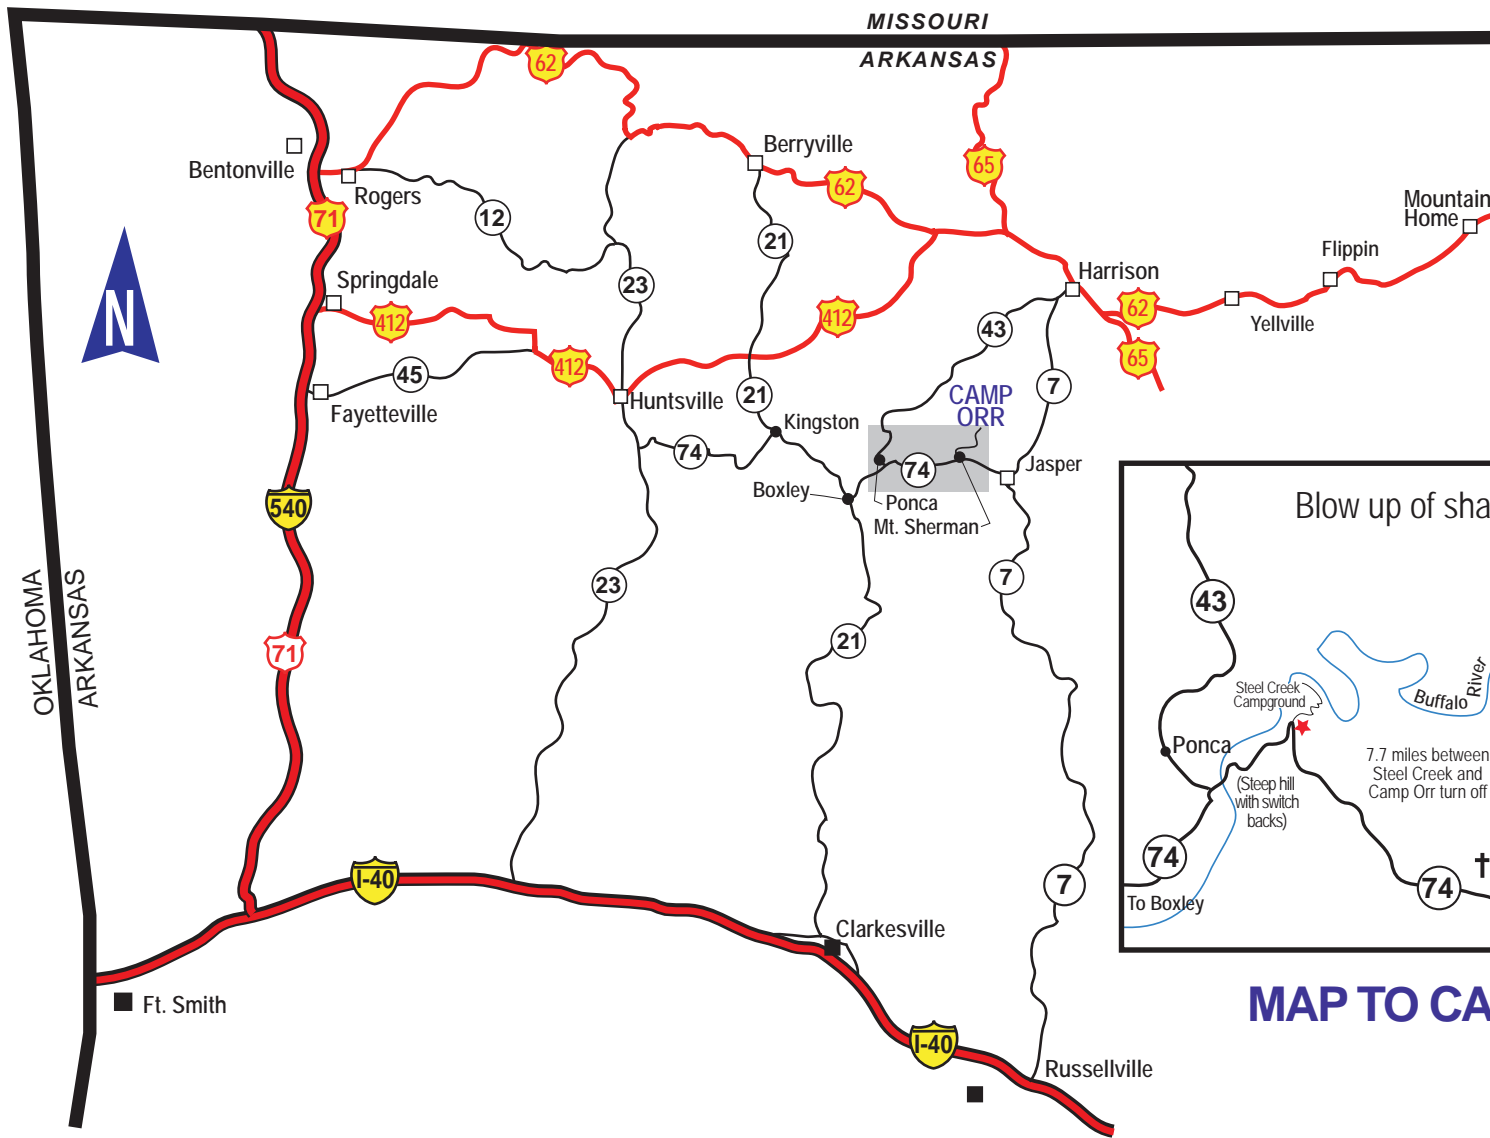 MISSOURI
ARKANSAS
62
Berryville
65
Bentonville
Rogers
62
Mountain
Home
71
12
21
Flippin
Springdale
23
Harrison
412
412
43
62
Yellville
45
412
65
7
Fayetteville
Huntsville
21
CAMP
ORR
Kingston
74
74
Jasper
Boxley
Ponca
Mt. Sherman
540
7
23
OKLAHOMA
ARKANSAS
71
21
I-40
7
Clarkesville
Ft. Smith
I-40
Russellville
Blow up of sha
43
Steel Creek
Campground
Buffalo River
Ponca
7.7 miles between
Steel Creek and
Camp Orr turn off
(Steep hill
with switch
backs)
74
74
To Boxley
MAP TO CA
N